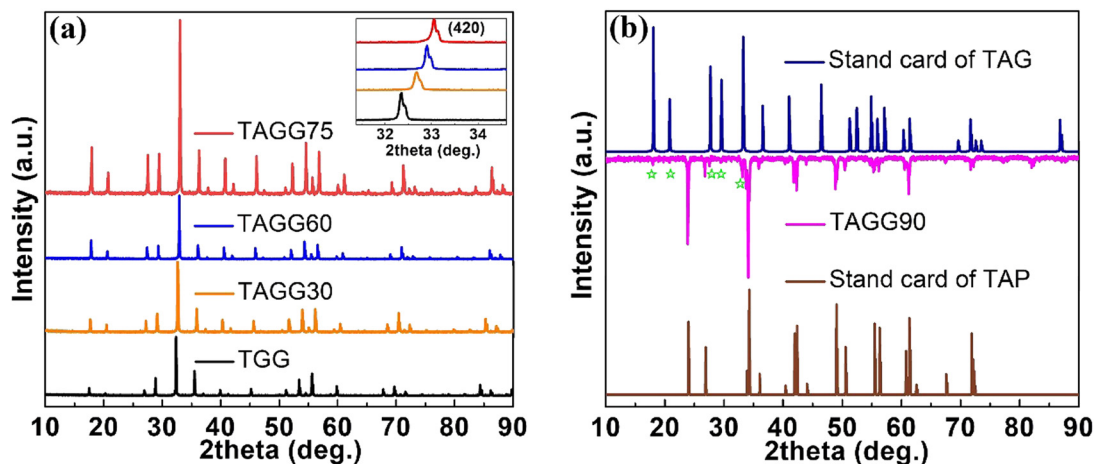 (a)
Intensity (a.u.)
TAGG75
TAGG60
TAGG30
TGG
10 20 30 40 50 60 70 80 90
2theta (deg.)
(420)
32 33 34
2theta (deg.)
(b)
Intensity (a.u.)
Stand card of TAG
TAGG90
Stand card of TAP
10 20 30 40 50 60 70 80 90
2theta (deg.)